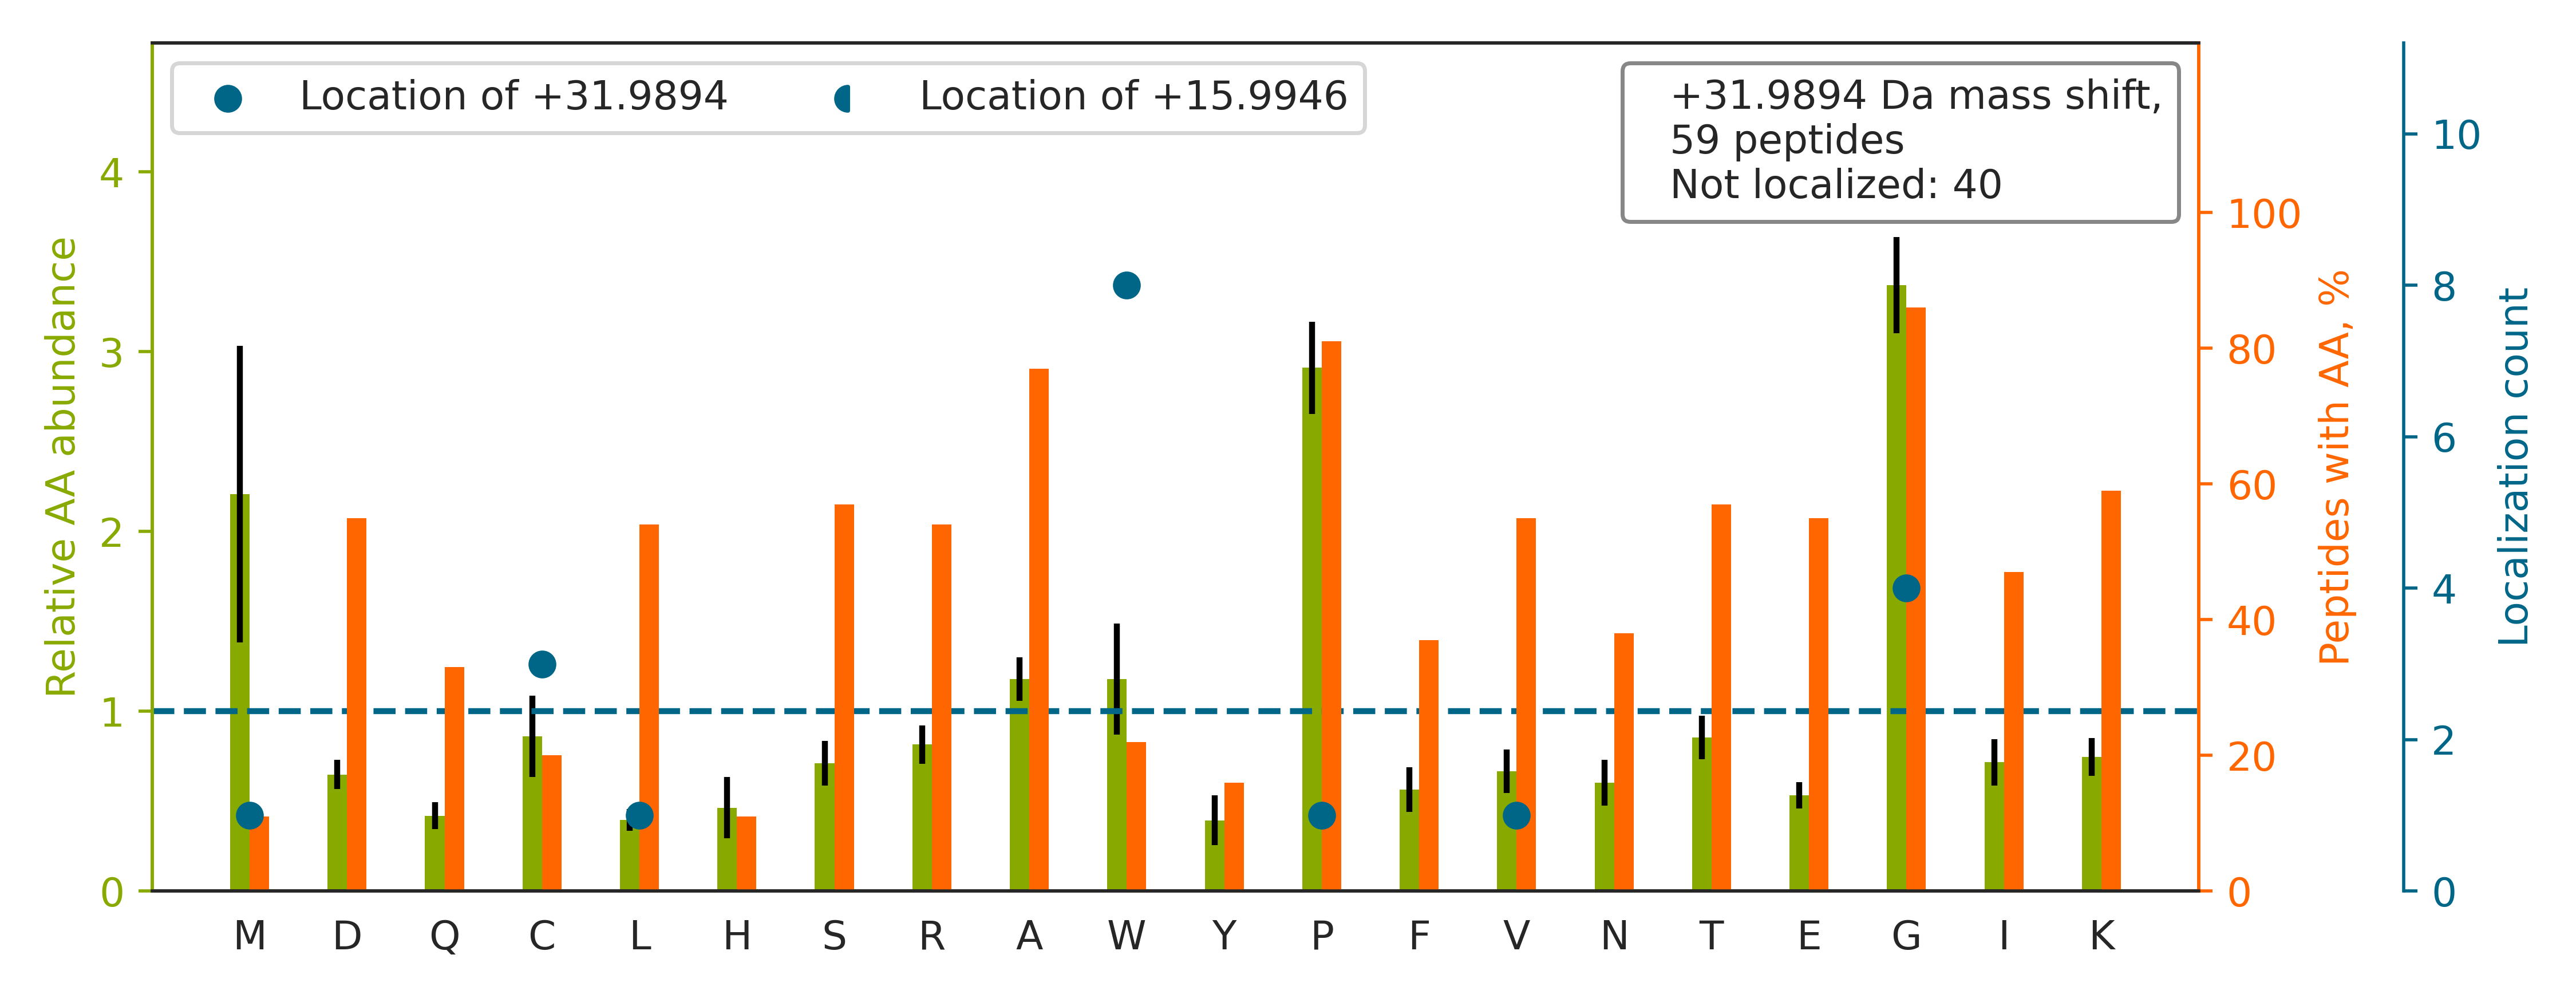 Location of +31.9894
Location of +15.9946
+31.9894 Da mass shift,
59 peptides
Not localized: 40
Relative AA abundance
4
3
2
1
0
100
80
60
40
20
0
Peptides with AA, %
10
8
6
4
2
0
Localization count
M D Q C L H S R A W Y P F V N T E G I K